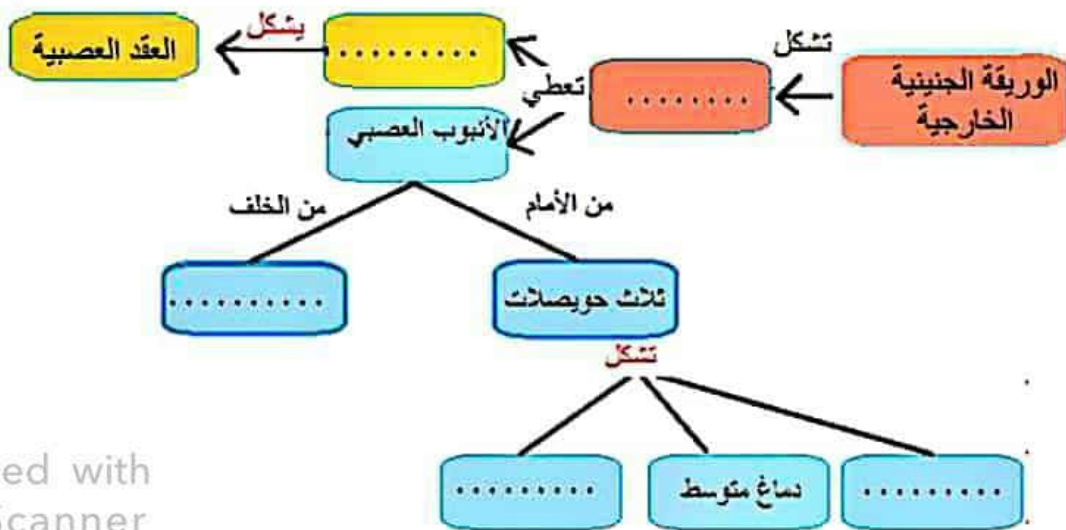 الوريقة الجنينية
الخارجية
تشكل
........
تعطي
.........
يشكل
العقد العصبية
الأنبوب العصبي
من الأمام
من الخلف
ثلاث حويصلات
..........
تشكل
.........
دماغ متوسط
.........
ed with
Scanner